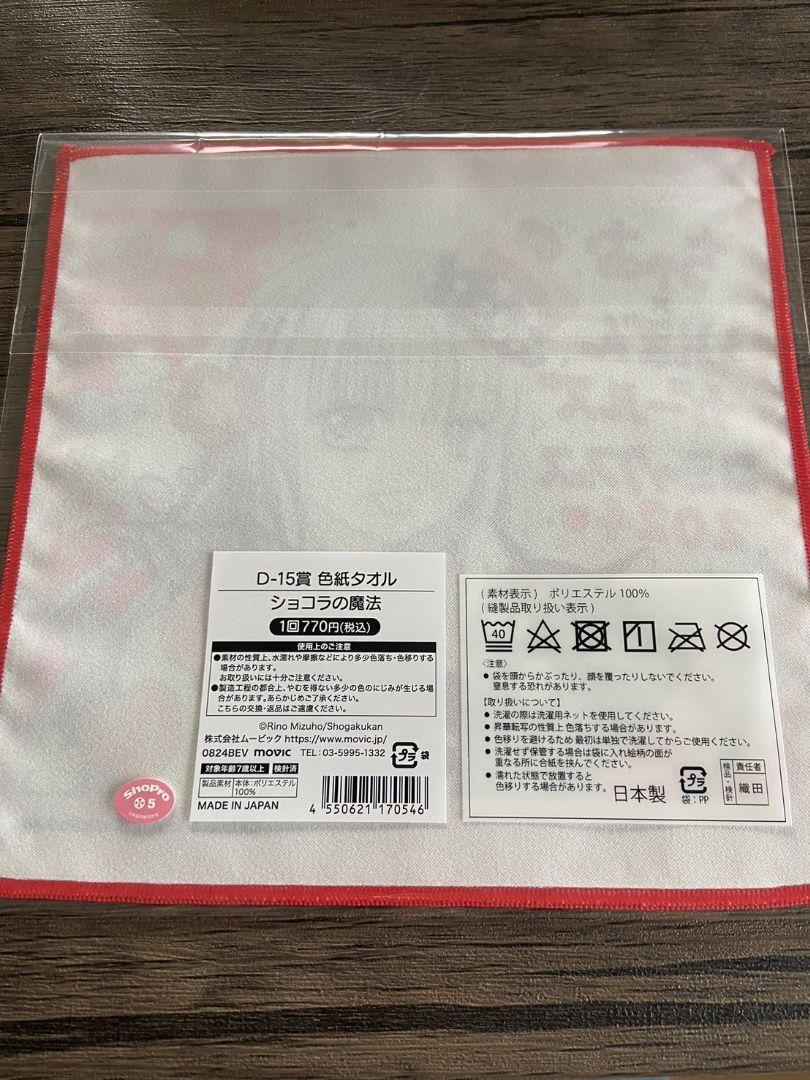 D-15賞 色紙タオル
ショコラの魔法
1回770円(税込)
使用上のご注意
●素材の性質上、水濡れや摩擦などにより多少色落ち・色移りする
場合があります。
お取り扱いには十分ご注意ください。
●製造工程の都合上、やむを得ない多少の色のにじみが生じる場
合があります。あらかじめご了承ください。
こちらの交換・返品はご遠慮ください。
©Rino Mizuho/Shogakukan
株式会社ムービック https://www.movic.jp/
0824BEV movic TEL:03-5995-1332
プラ 袋
対象年齢7歳以上 検針済
製品素材 本体:ポリエステル
100%
MADE IN JAPAN
4 550621 170546
ShoPro
5
(素材表示) ポリエステル 100%
(縫製品取り扱い表示)
40
〈注意〉
● 袋を頭からかぶったり、顔を覆ったりしないでください。
窒息する恐れがあります。
【取り扱いについて】
● 洗濯の際は洗濯用ネットを使用してください。
● 昇華転写の性質上 色落ちする場合があります。
● 色移りを避けるため 最初は単独で洗濯してからご使用ください。
● 洗濯せず保管する場合は袋に入れ絵柄の面が
重なる所に合紙を挟んでください。
● 濡れた状態で放置すると
色移りする場合があります。
日本製
プラ
袋:PP
検品・検針
責任者
織田